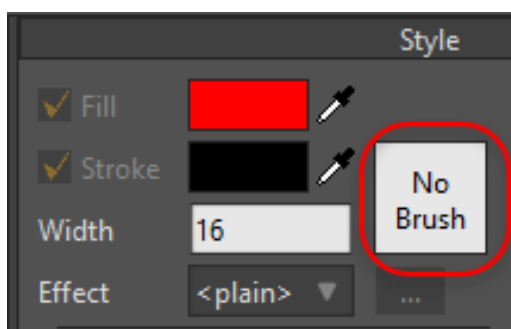 Style
Fill
Stroke
No
Brush
Width 16
Effect <plain> ...